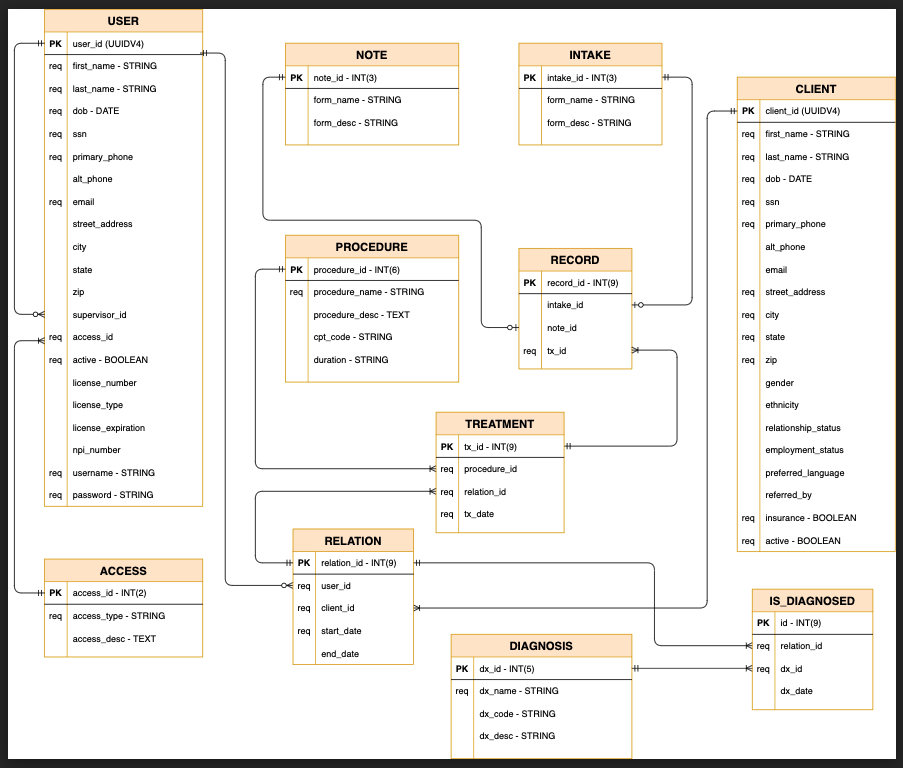 USER
PK user_id (UUIDV4)
req first_name - STRING
req last_name - STRING
req dob - DATE
req ssn
req primary_phone
alt_phone
req email
street_address
city
state
zip
supervisor_id
req access_id
req active - BOOLEAN
license_number
license_type
license_expiration
npi_number
req username - STRING
req password - STRING
ACCESS
PK access_id - INT(2)
req access_type - STRING
access_desc - TEXT
NOTE
PK note_id - INT(3)
form_name - STRING
form_desc - STRING
INTAKE
PK intake_id - INT(3)
form_name - STRING
form_desc - STRING
PROCEDURE
PK procedure_id - INT(6)
req procedure_name - STRING
procedure_desc - TEXT
cpt_code - STRING
duration - STRING
RECORD
PK record_id - INT(9)
intake_id
note_id
req tx_id
TREATMENT
PK tx_id - INT(9)
req procedure_id
req relation_id
req tx_date
RELATION
PK relation_id - INT(9)
req user_id
req client_id
req start_date
end_date
DIAGNOSIS
PK dx_id - INT(5)
req dx_name - STRING
dx_code - STRING
dx_desc - STRING
CLIENT
PK client_id (UUIDV4)
req first_name - STRING
req last_name - STRING
req dob - DATE
req ssn
req primary_phone
alt_phone
email
req street_address
req city
req state
req zip
gender
ethnicity
relationship_status
employment_status
preferred_language
referred_by
req insurance - BOOLEAN
req active - BOOLEAN
IS_DIAGNOSED
PK id - INT(9)
req relation_id
req dx_id
dx_date